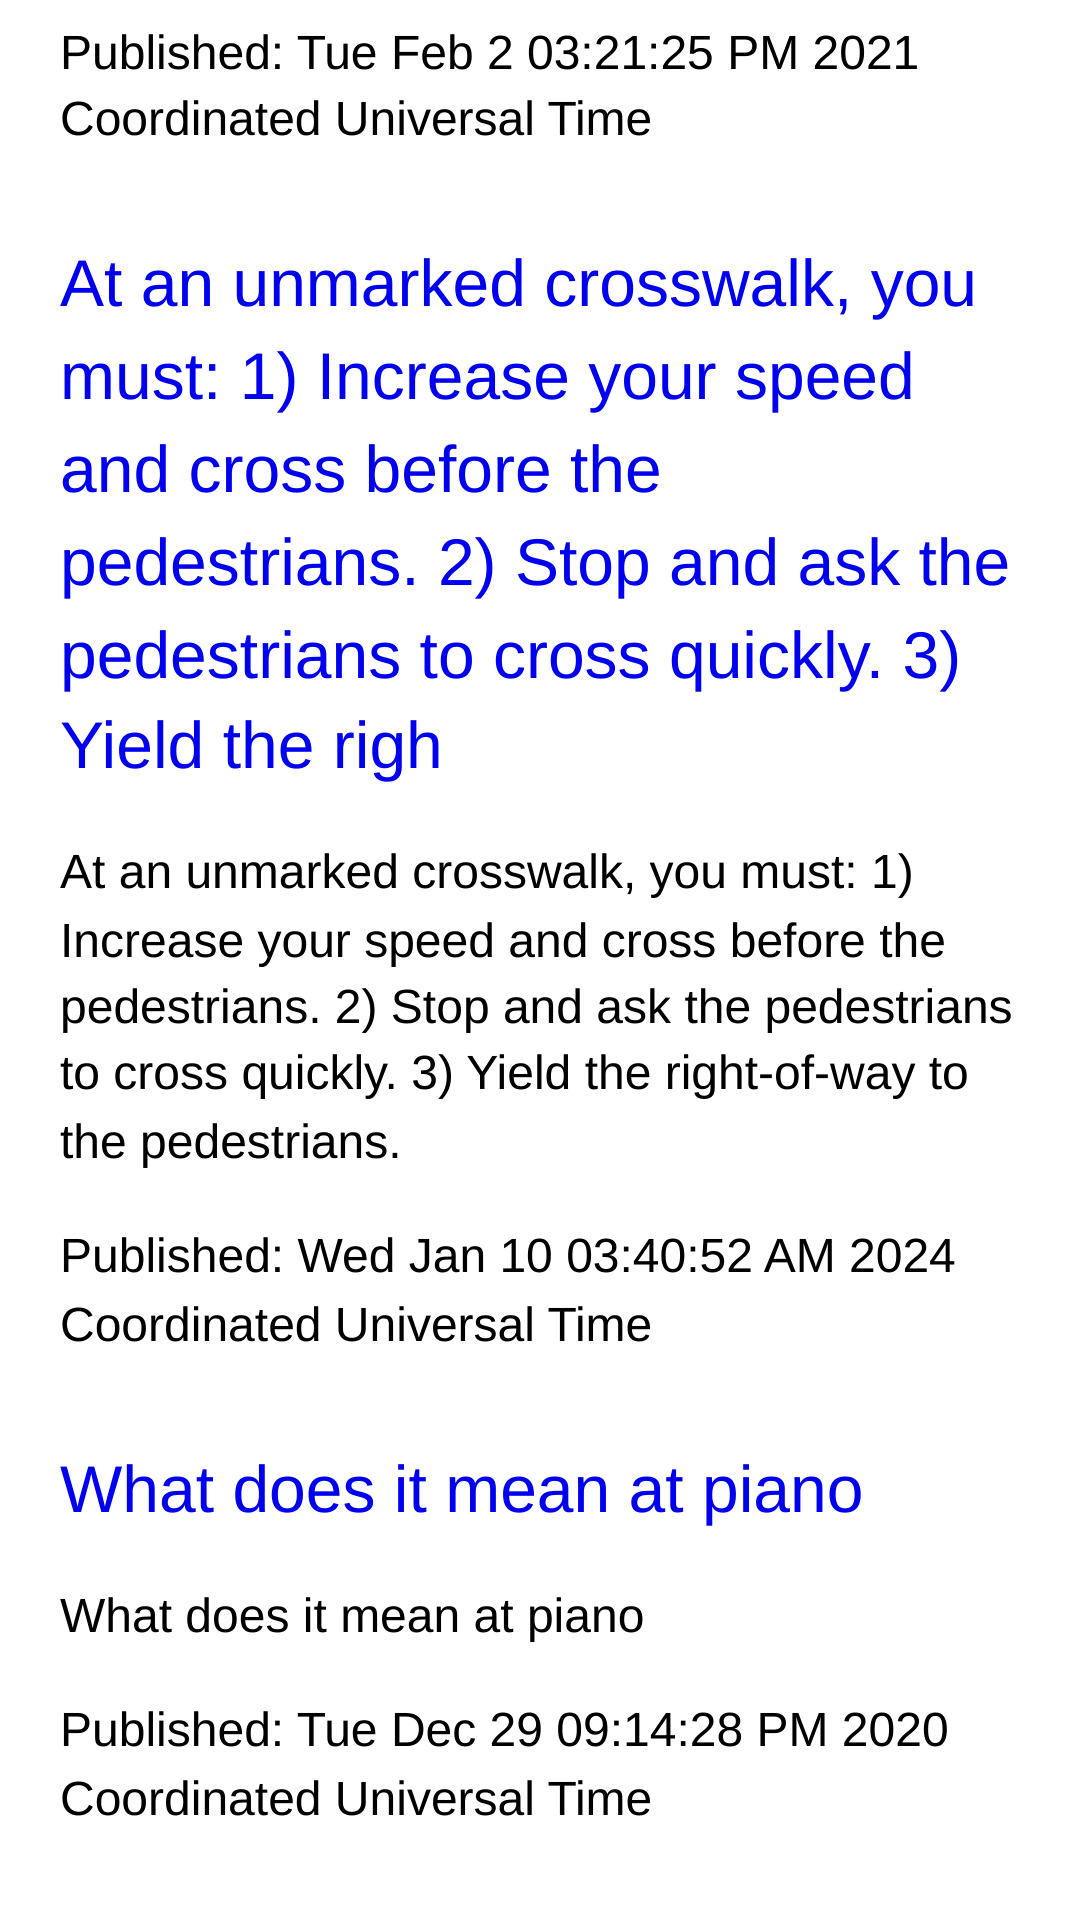 Published: Tue Feb 2 03:21:25 PM 2021
Coordinated Universal Time
At an unmarked crosswalk, you
must: 1) Increase your speed
and cross before the
pedestrians. 2) Stop and ask the
pedestrians to cross quickly. 3)
Yield the righ
At an unmarked crosswalk, you must: 1)
Increase your speed and cross before the
pedestrians. 2) Stop and ask the pedestrians
to cross quickly. 3) Yield the right-of-way to
the pedestrians.
Published: Wed Jan 10 03:40:52 AM 2024
Coordinated Universal Time
What does it mean at piano
What does it mean at piano
Published: Tue Dec 29 09:14:28 PM 2020
Coordinated Universal Time